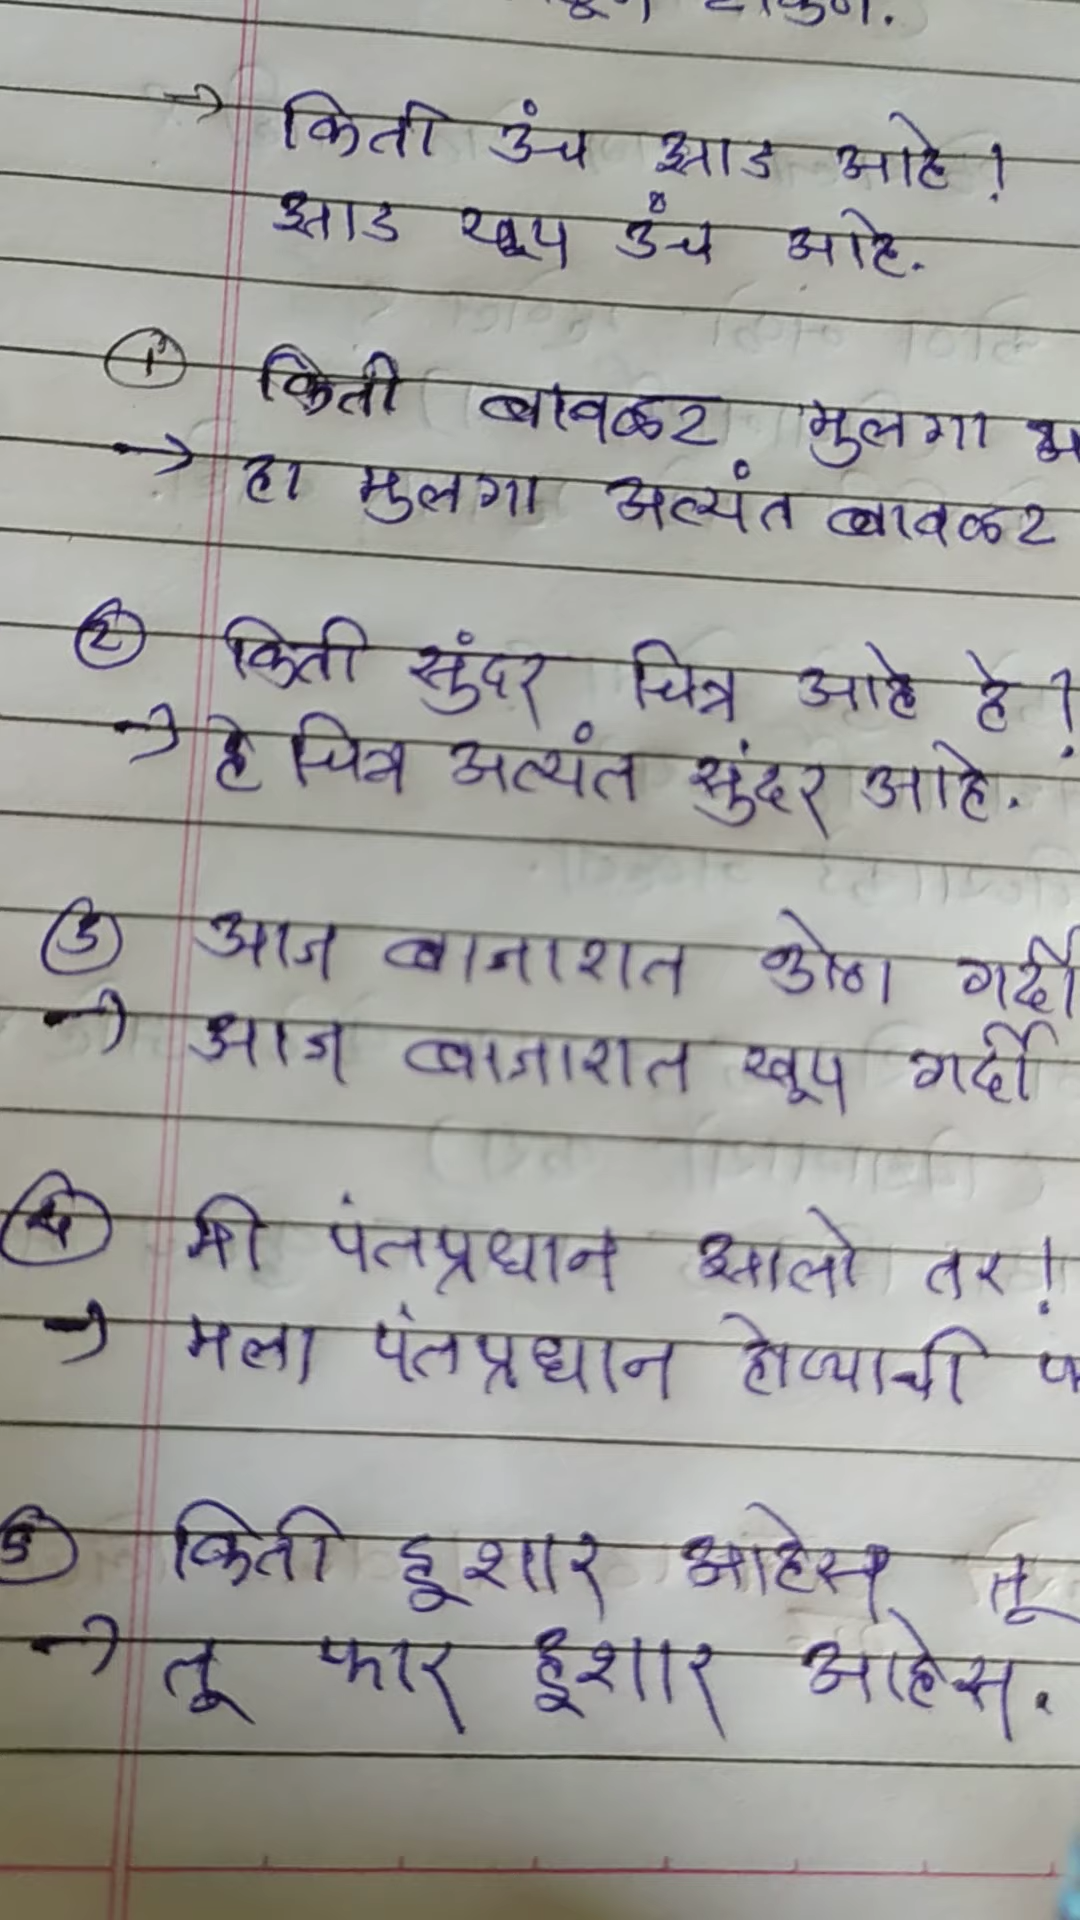 → किती उंच झाड आहे!
झाड खूप उंच आहे.
① किती बावळट मुलगा
→ हा मुलगा अत्यंत बावळट
② किती सुंदर चित्र आहे हे!
→ हे चित्र अत्यंत सुंदर आहे.
③ आज बाजारात गर्दी
→ आज बाजारात खूप गर्दी
④ मी पंतप्रधान झालो तर!
→ मला पंतप्रधान होण्याची
⑤ किती हूशार आहेस तू
→ तू फार हूशार आहेस.